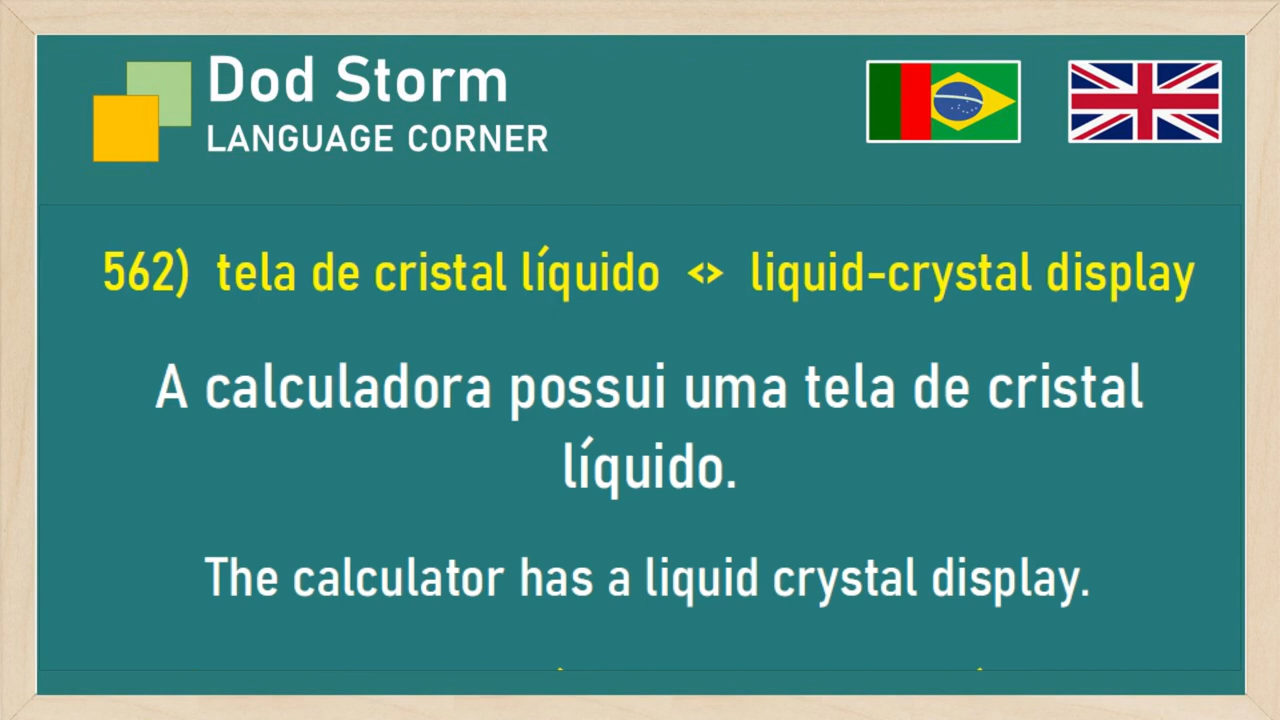 Dod Storm
LANGUAGE CORNER
562) tela de cristal líquido <> liquid-crystal display
A calculadora possui uma tela de cristal
líquido.
The calculator has a liquid crystal display.